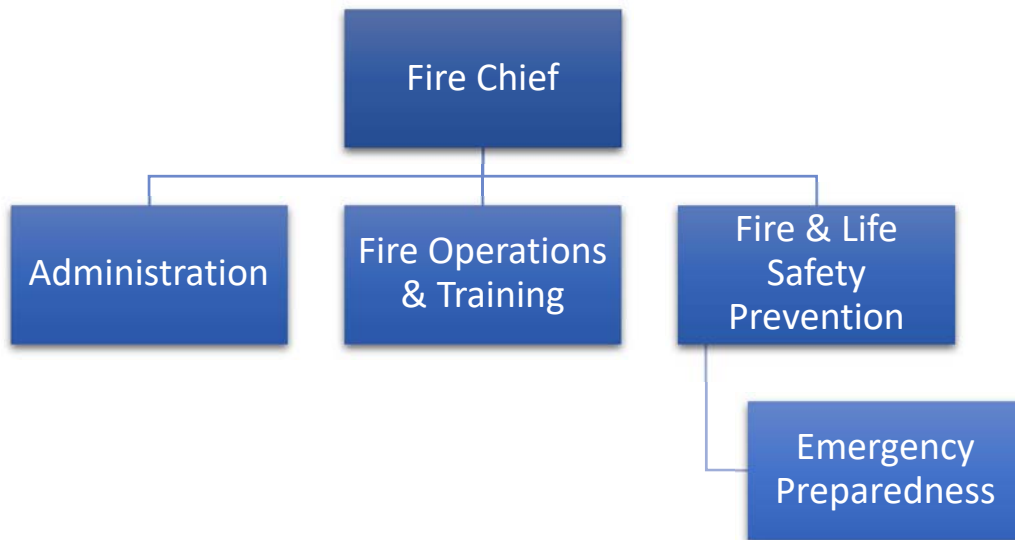 Fire Chief
Administration
Fire Operations
& Training
Fire & Life
Safety
Prevention
Emergency
Preparedness